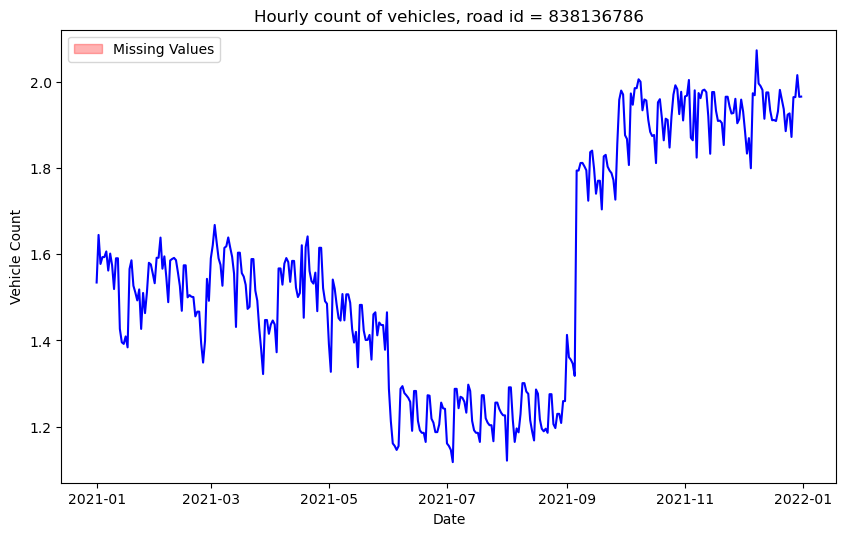 Hourly count of vehicles, road id = 838136786
Missing Values
Vehicle Count
2.0
1.8
1.6
1.4
1.2
2021-01 2021-03 2021-05 2021-07 2021-09 2021-11 2022-01
Date